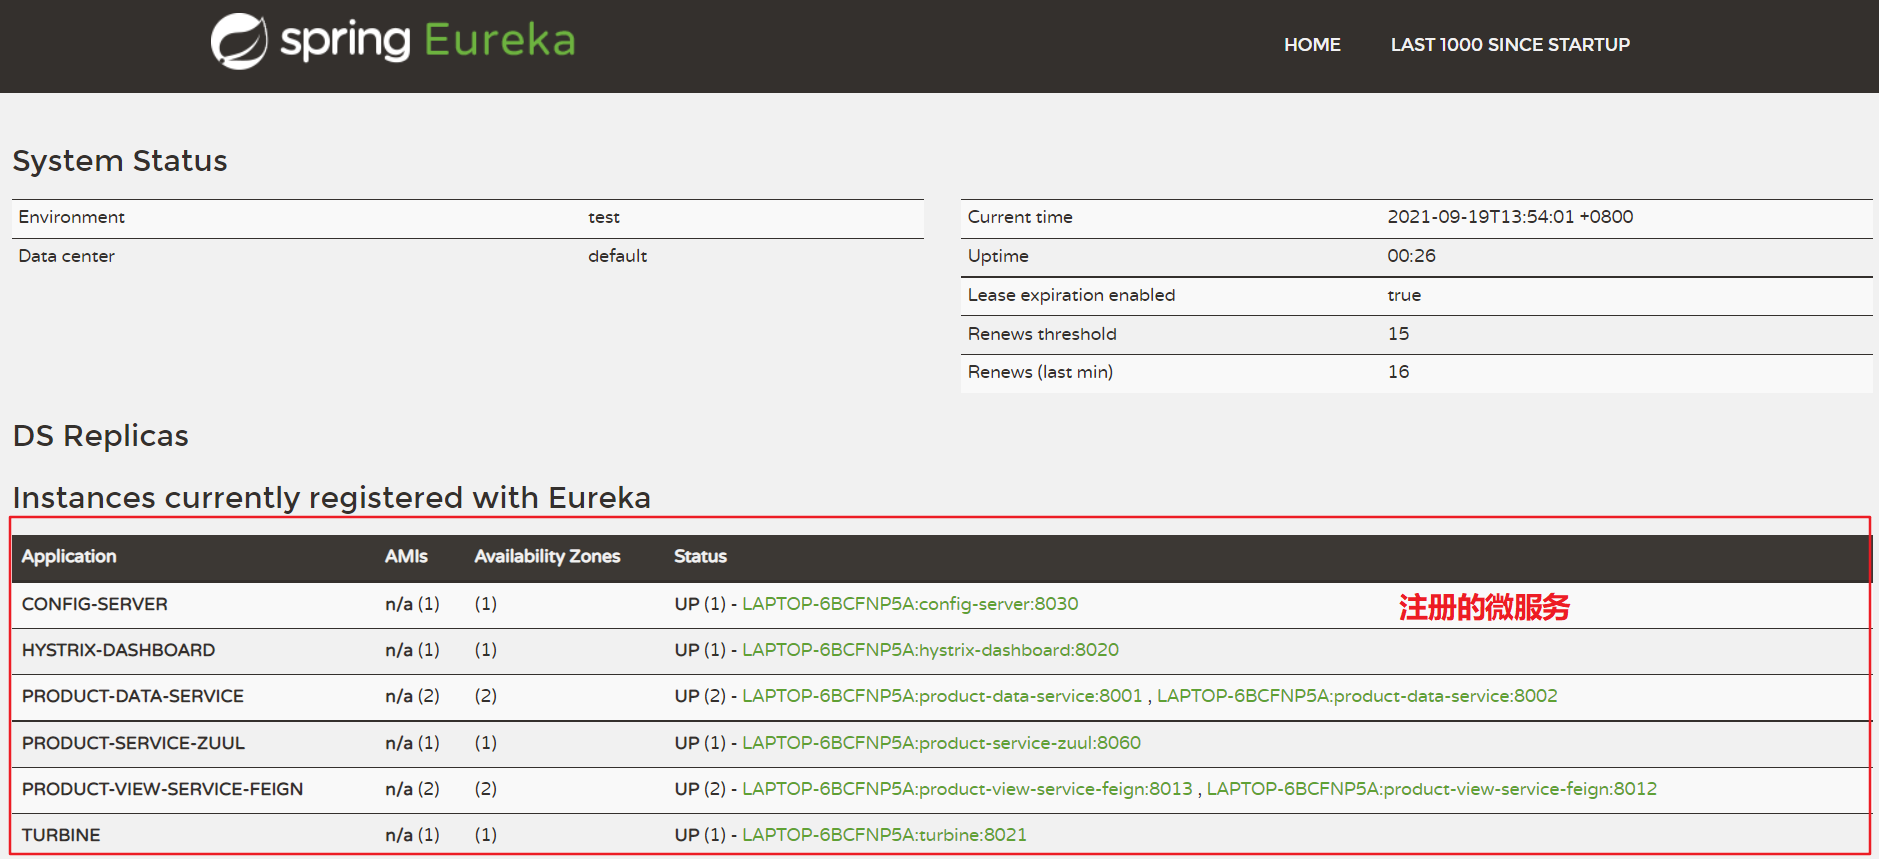 spring Eureka HOME LAST 1000 SINCE STARTUP
System Status
Environment test
Data center default
Current time 2021-09-19T13:54:01 +0800
Uptime 00:26
Lease expiration enabled true
Renews threshold 15
Renews (last min) 16
DS Replicas
Instances currently registered with Eureka
Application AMIs Availability Zones Status
CONFIG-SERVER n/a (1) (1) UP (1) - LAPTOP-6BCFNP5A:config-server:8030
注册的微服务
HYSTRIX-DASHBOARD n/a (1) (1) UP (1) - LAPTOP-6BCFNP5A:hystrix-dashboard:8020
PRODUCT-DATA-SERVICE n/a (2) (2) UP (2) - LAPTOP-6BCFNP5A:product-data-service:8001 , LAPTOP-6BCFNP5A:product-data-service:8002
PRODUCT-SERVICE-ZUUL n/a (1) (1) UP (1) - LAPTOP-6BCFNP5A:product-service-zuul:8060
PRODUCT-VIEW-SERVICE-FEIGN n/a (2) (2) UP (2) - LAPTOP-6BCFNP5A:product-view-service-feign:8013 , LAPTOP-6BCFNP5A:product-view-service-feign:8012
TURBINE n/a (1) (1) UP (1) - LAPTOP-6BCFNP5A:turbine:8021